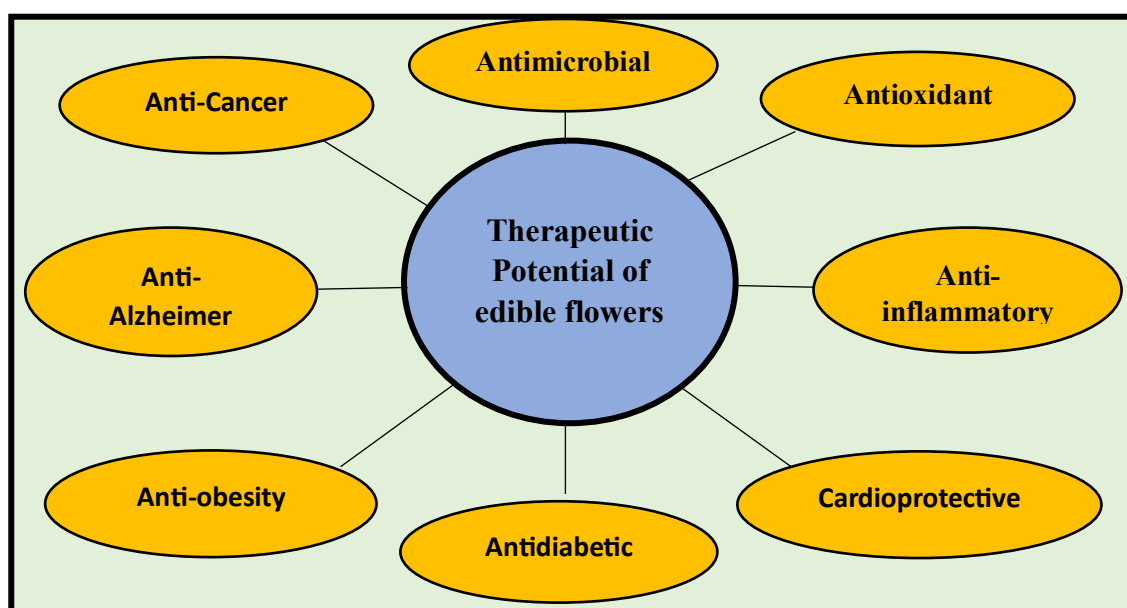 Antimicrobial
Anti-Cancer
Antioxidant
Therapeutic
Potential of
edible flowers
Anti-
Alzheimer
Anti-
inflammatory
Anti-obesity
Cardioprotective
Antidiabetic